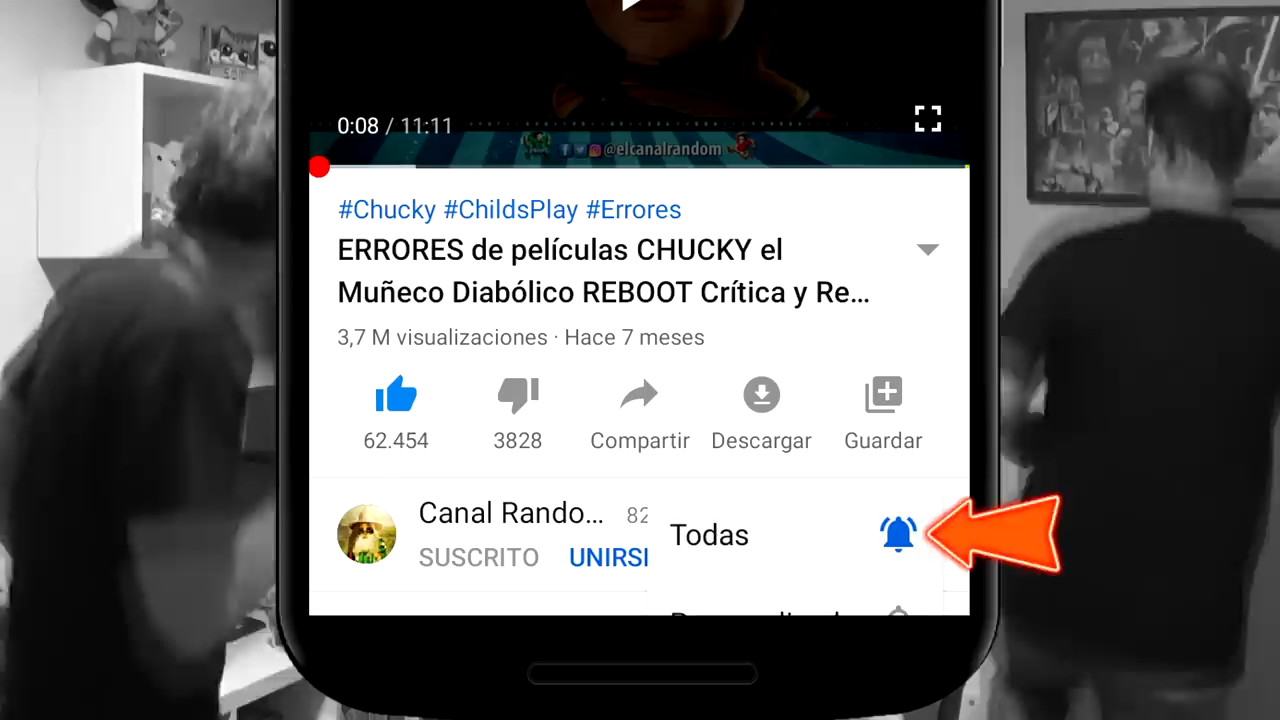 0:08 / 11:11
@elcanalrandom
#Chucky #ChildsPlay #Errores
ERRORES de películas CHUCKY el
Muñeco Diabólico REBOOT Crítica y Re...
3,7 M visualizaciones · Hace 7 meses
62.454
3828
Compartir
Descargar
Guardar
Canal Rando... 82
SUSCRITO UNIRSI
Todas